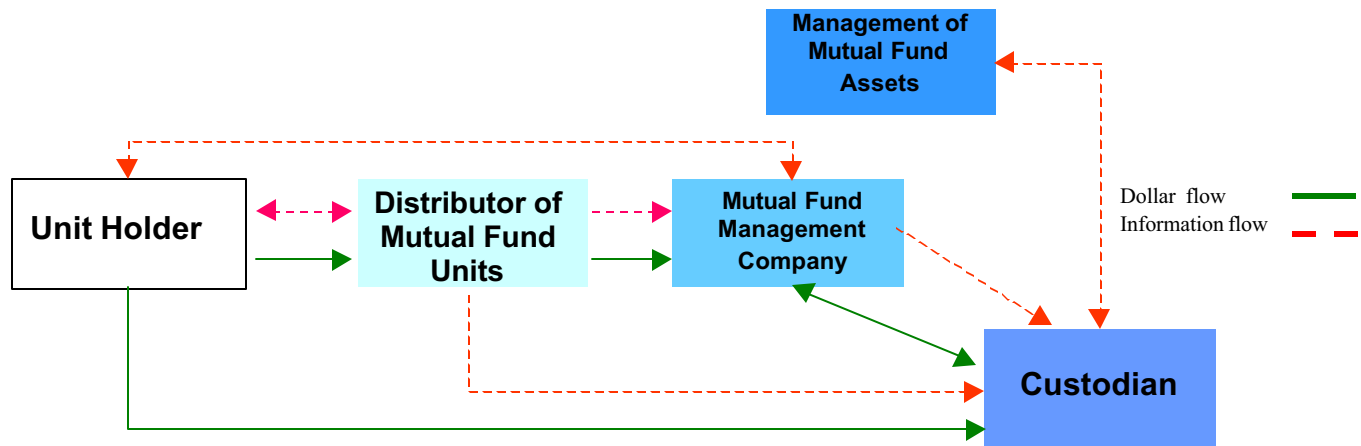 Management of
Mutual Fund
Assets
Unit Holder
Distributor of
Mutual Fund
Units
Mutual Fund
Management
Company
Dollar flow
Information flow
Custodian